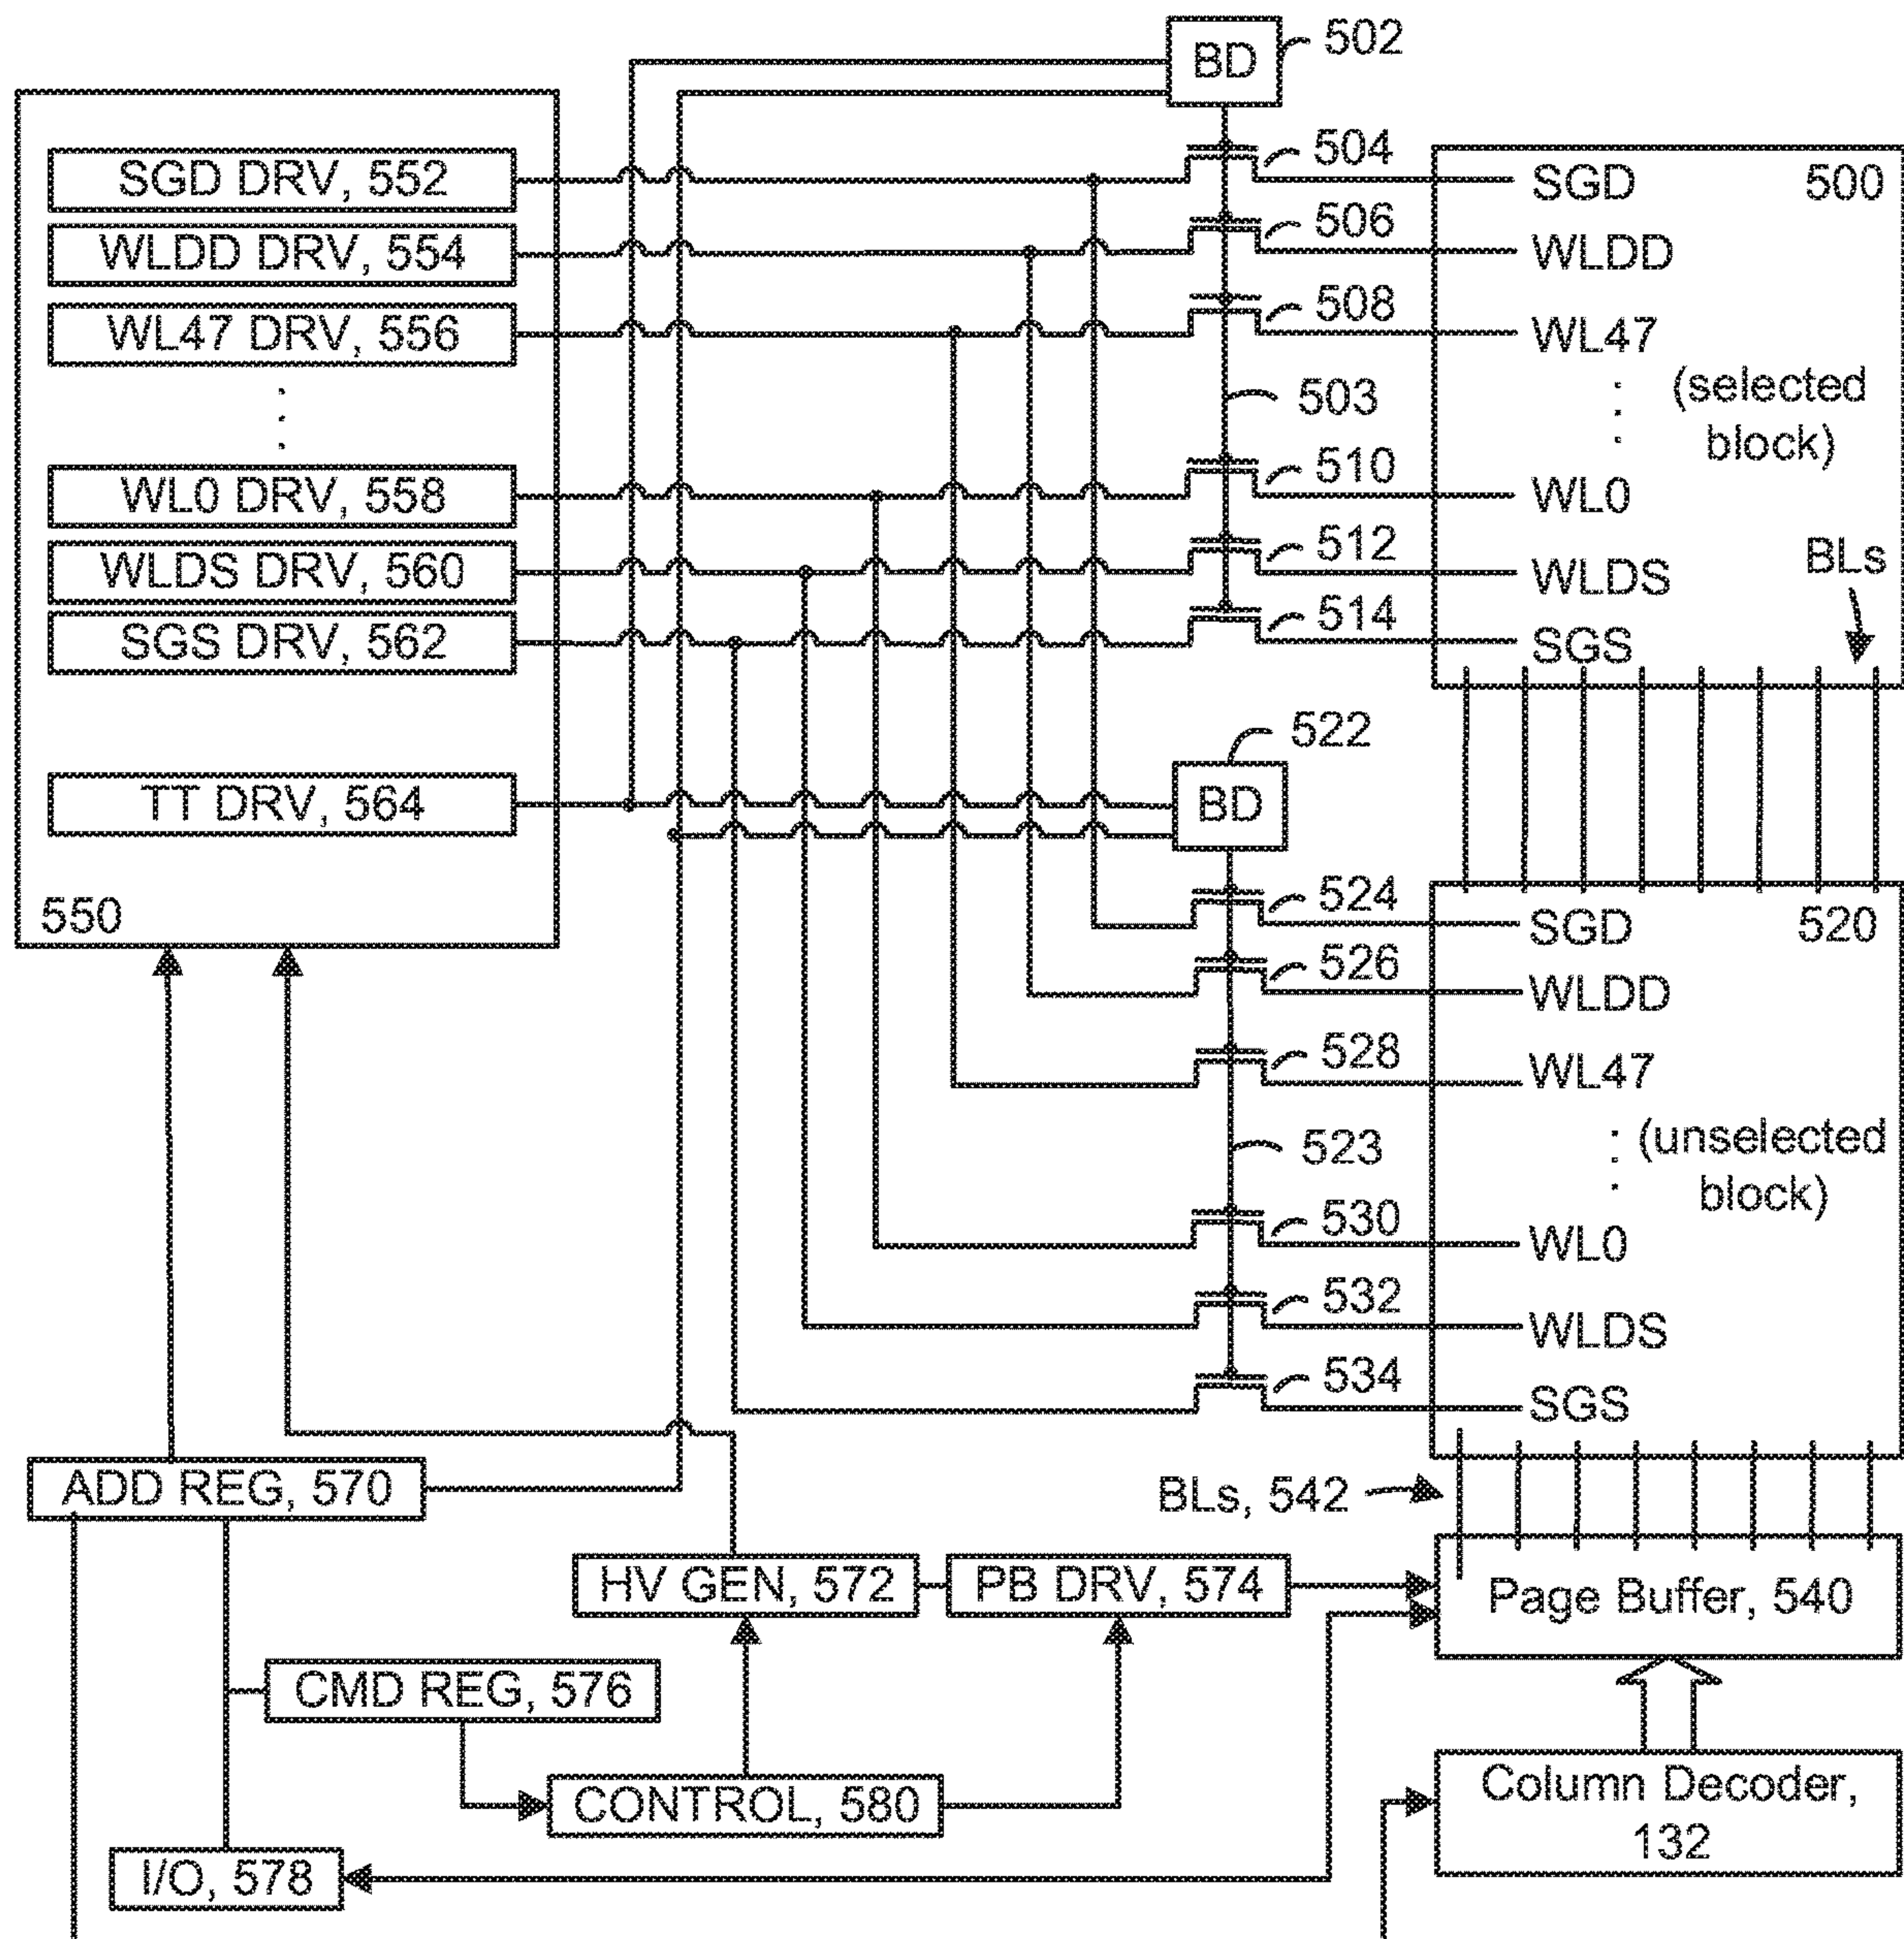 BD
502
SGD DRV, 552
WLDD DRV, 554
WL47 DRV, 556
WL0 DRV, 558
WLDS DRV, 560
SGS DRV, 562
TT DRV, 564
550
504
506
508
503
510
512
514
SGD
500
WLDD
WL47
(selected
block)
WL0
WLDS
BLs
SGS
522
BD
524
526
528
523
530
532
534
SGD
520
WLDD
WL47
(unselected
block)
WL0
WLDS
SGS
ADD REG, 570
BLs, 542
HV GEN, 572
PB DRV, 574
Page Buffer, 540
CMD REG, 576
CONTROL, 580
Column Decoder,
132
I/O, 578